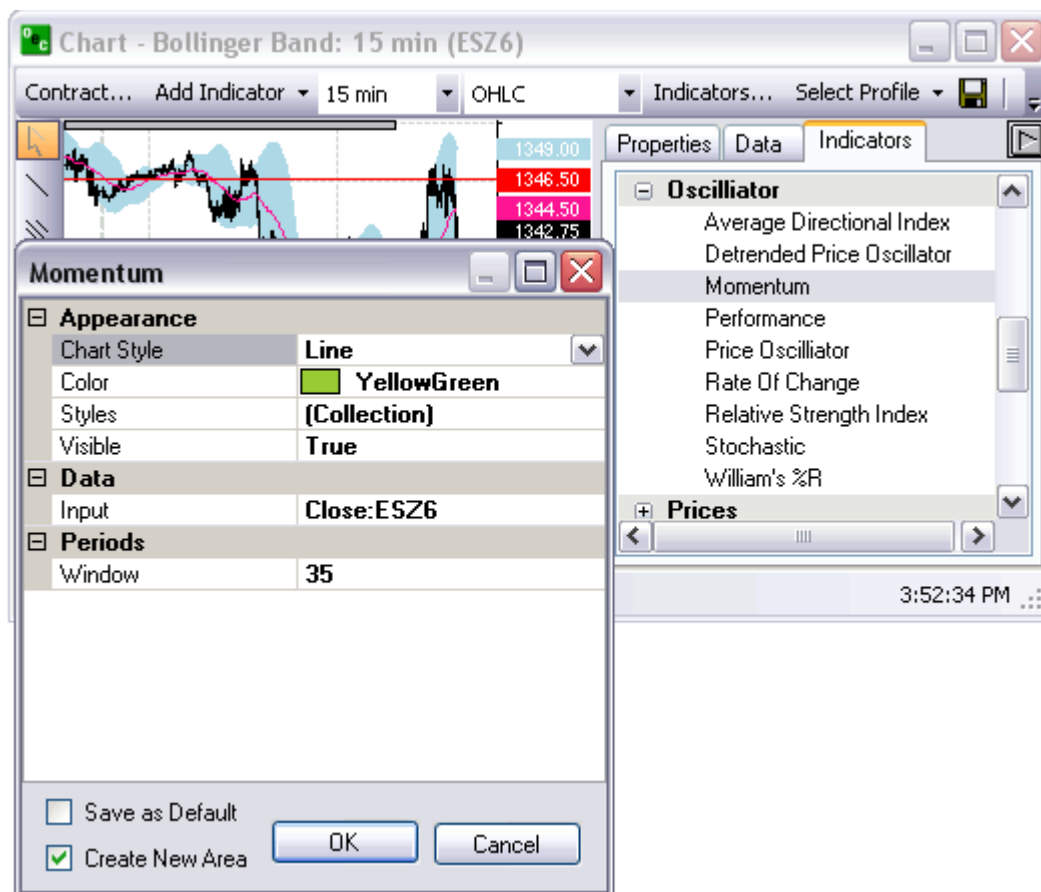 Oec Chart - Bollinger Band: 15 min (ESZ6)
Contract... Add Indicator 15 min OHLC Indicators... Select Profile
Properties Data Indicators
1349.00
1346.50
1344.50
1342.75
Oscilliator
Average Directional Index
Detrended Price Oscillator
Momentum
Performance
Price Oscilliator
Rate Of Change
Relative Strength Index
Stochastic
William's %R
Prices
3:52:34 PM
Momentum
Appearance
Chart Style Line
Color YellowGreen
Styles (Collection)
Visible True
Data
Input Close:ESZ6
Periods
Window 35
Save as Default
Create New Area
OK Cancel